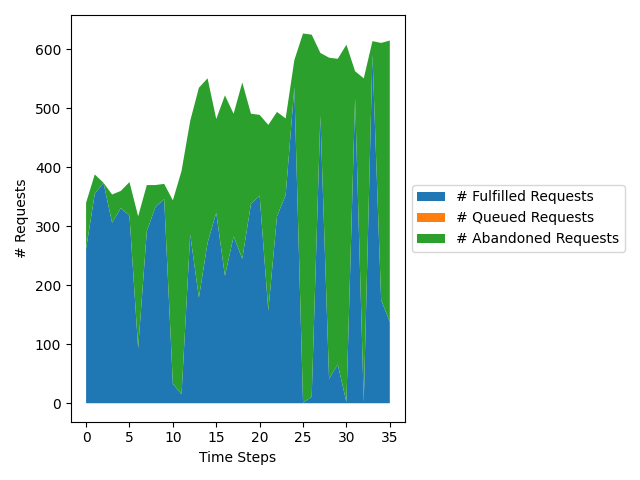 600
500
400
300
200
100
0
# Requests
0 5 10 15 20 25 30 35
Time Steps
# Fulfilled Requests
# Queued Requests
# Abandoned Requests